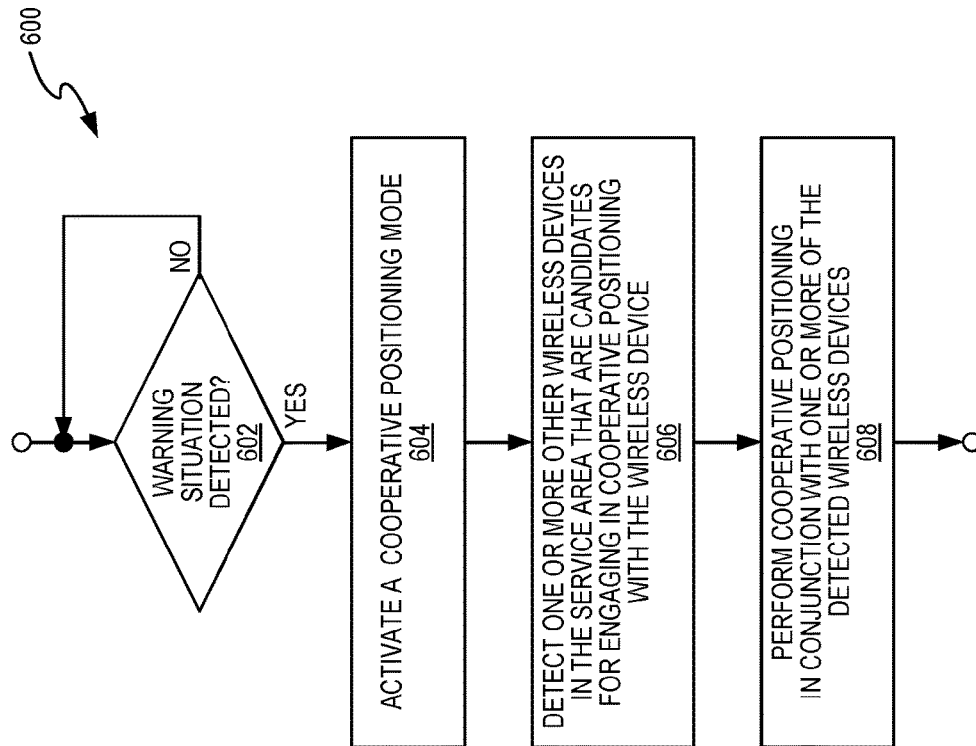 600
WARNING
SITUATION
DETECTED?
602
NO
YES
ACTIVATE A COOPERATIVE POSITIONING MODE
604
DETECT ONE OR MORE OTHER WIRELESS DEVICES
IN THE SERVICE AREA THAT ARE CANDIDATES
FOR ENGAGING IN COOPERATIVE POSITIONING
WITH THE WIRELESS DEVICE
606
PERFORM COOPERATIVE POSITIONING
IN CONJUNCTION WITH ONE OR MORE OF THE
DETECTED WIRELESS DEVICES
608